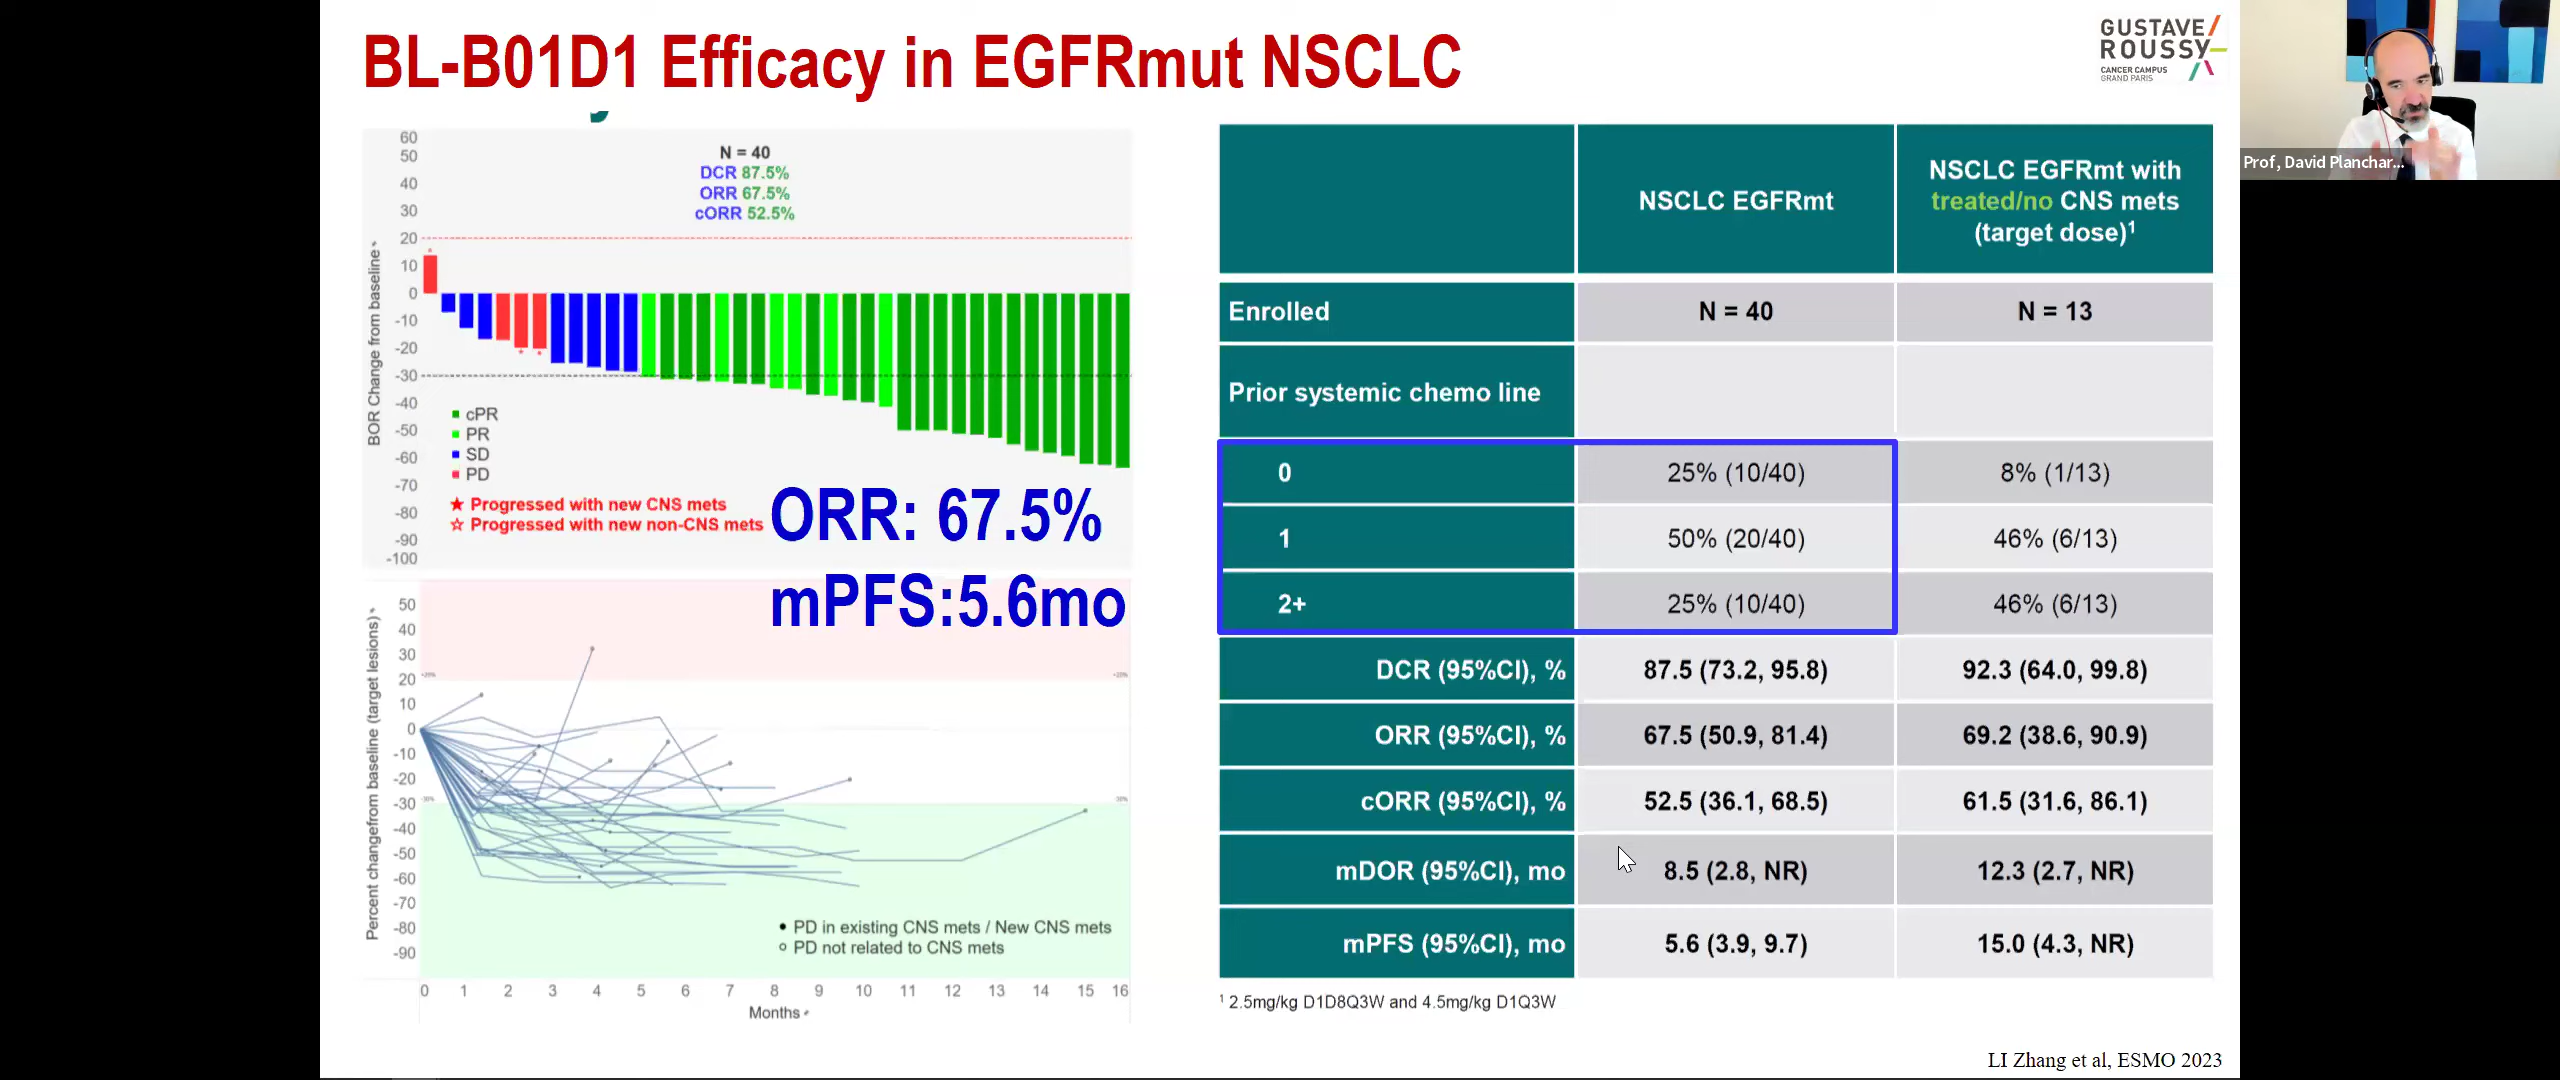 BL-B01D1 Efficacy in EGFRmut NSCLC
GUSTAVE/
ROUSSY
CANCER CAMPUS
GRAND PARIS
Prof, David Planchar...
N = 40
DCR 87.5%
ORR 67.5%
cORR 52.5%
BOR Change from baseline
60
50
40
30
20
10
0
-10
-20
-30
-40
-50
-60
-70
-80
-90
-100
cPR
PR
SD
PD
★ Progressed with new CNS mets
☆ Progressed with new non-CNS mets
ORR: 67.5%
mPFS:5.6mo
Percent changefrom baseline (target lesions)
50
40
30
20
10
0
-10
-20
-30
-40
-50
-60
-70
-80
-90
PD in existing CNS mets / New CNS mets
PD not related to CNS mets
0 1 2 3 4 5 6 7 8 9 10 11 12 13 14 15 16
Months
NSCLC EGFRmt
NSCLC EGFRmt with
treated/no CNS mets
(target dose)¹
Enrolled N = 40 N = 13
Prior systemic chemo line
0 25% (10/40) 8% (1/13)
1 50% (20/40) 46% (6/13)
2+ 25% (10/40) 46% (6/13)
DCR (95%CI), % 87.5 (73.2, 95.8) 92.3 (64.0, 99.8)
ORR (95%CI), % 67.5 (50.9, 81.4) 69.2 (38.6, 90.9)
cORR (95%CI), % 52.5 (36.1, 68.5) 61.5 (31.6, 86.1)
mDOR (95%CI), mo 8.5 (2.8, NR) 12.3 (2.7, NR)
mPFS (95%CI), mo 5.6 (3.9, 9.7) 15.0 (4.3, NR)
¹ 2.5mg/kg D1D8Q3W and 4.5mg/kg D1Q3W
LI Zhang et al, ESMO 2023